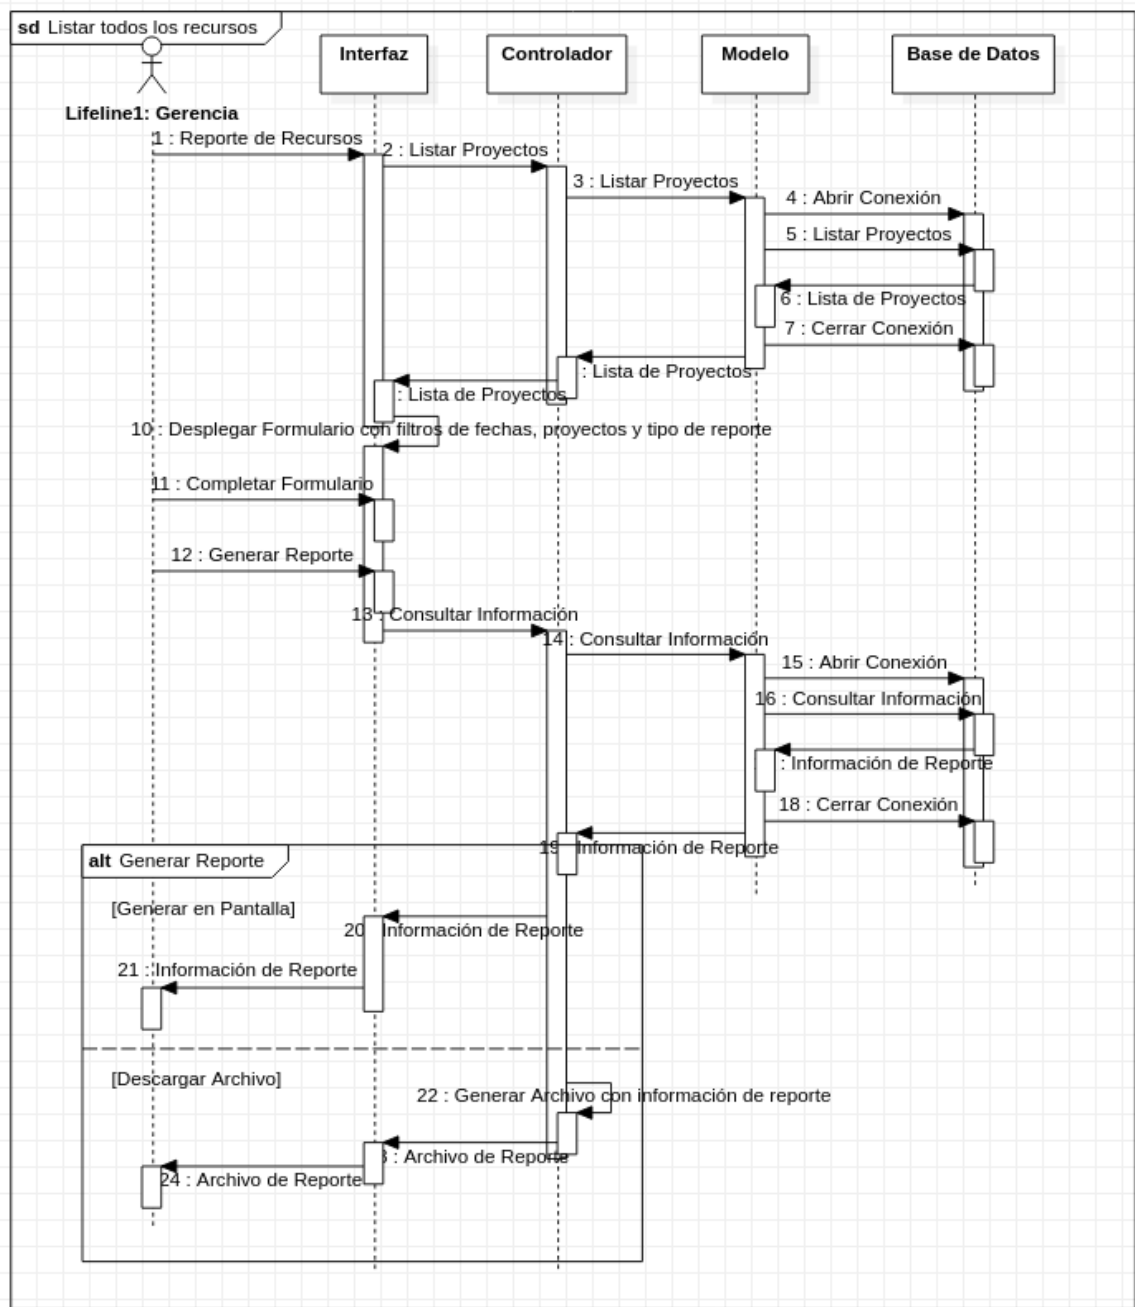 sd Listar todos los recursos
Interfaz
Controlador
Modelo
Base de Datos
Lifeline1: Gerencia
1 : Reporte de Recursos
2 : Listar Proyectos
3 : Listar Proyectos
4 : Abrir Conexión
5 : Listar Proyectos
6 : Lista de Proyectos
7 : Cerrar Conexión
: Lista de Proyectos
: Lista de Proyectos
10 : Desplegar Formulario con filtros de fechas, proyectos y tipo de reporte
11 : Completar Formulario
12 : Generar Reporte
13 : Consultar Información
14 : Consultar Información
15 : Abrir Conexión
16 : Consultar Información
: Información de Reporte
18 : Cerrar Conexión
19 : Información de Reporte
alt Generar Reporte
[Generar en Pantalla]
20 Información de Reporte
21 : Información de Reporte
[Descargar Archivo]
22 : Generar Archivo con información de reporte
: Archivo de Reporte
24 : Archivo de Reporte